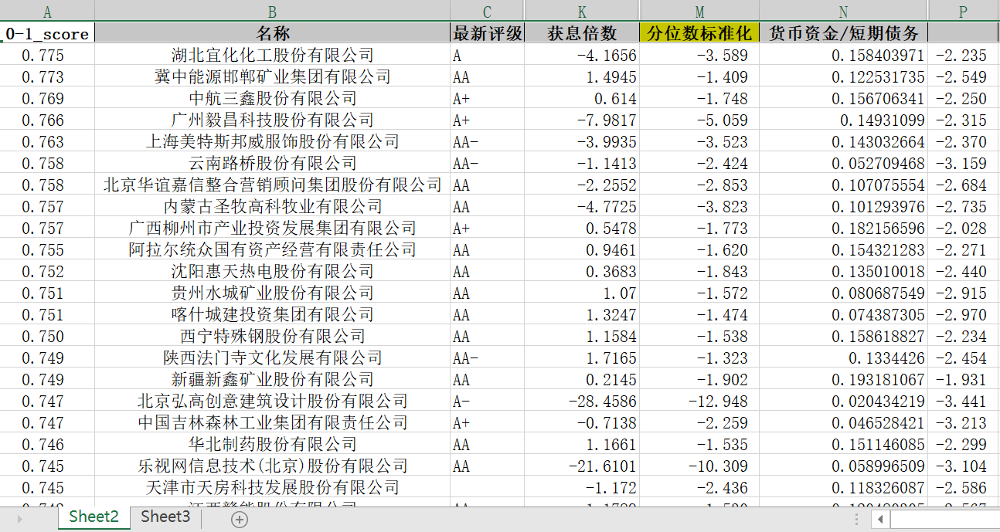 A B C K M N P
0-1_score 名称 最新评级 获息倍数 分位数标准化 货币资金/短期债务
0.775 湖北宜化化工股份有限公司 A -4.1656 -3.589 0.158403971 -2.235
0.773 冀中能源邯郸矿业集团有限公司 AA 1.4945 -1.409 0.122531735 -2.549
0.769 中航三鑫股份有限公司 A+ 0.614 -1.748 0.156706341 -2.250
0.766 广州毅昌科技股份有限公司 A+ -7.9817 -5.059 0.14931099 -2.315
0.763 上海美特斯邦威服饰股份有限公司 AA- -3.9935 -3.523 0.143032664 -2.370
0.758 云南路桥股份有限公司 AA- -1.1413 -2.424 0.052709468 -3.159
0.758 北京华谊嘉信整合营销顾问集团股份有限公司 AA -2.2552 -2.853 0.107075554 -2.684
0.757 内蒙古圣牧高科牧业有限公司 AA -4.7725 -3.823 0.101293976 -2.735
0.757 广西柳州市产业投资发展集团有限公司 A+ 0.5478 -1.773 0.182156596 -2.028
0.755 阿拉尔统众国有资产经营有限责任公司 AA 0.9461 -1.620 0.154321283 -2.271
0.752 沈阳惠天热电股份有限公司 AA 0.3683 -1.843 0.135010018 -2.440
0.751 贵州水城矿业股份有限公司 AA 1.07 -1.572 0.080687549 -2.915
0.751 喀什城建投资集团有限公司 AA 1.3247 -1.474 0.074387305 -2.970
0.750 西宁特殊钢股份有限公司 AA 1.1584 -1.538 0.158618827 -2.234
0.749 陕西法门寺文化发展有限公司 AA- 1.7165 -1.323 0.1334426 -2.454
0.749 新疆新鑫矿业股份有限公司 AA 0.2145 -1.902 0.193181067 -1.931
0.747 北京弘高创意建筑设计股份有限公司 A- -28.4586 -12.948 0.020434219 -3.441
0.747 中国吉林森林工业集团有限责任公司 A+ -0.7138 -2.259 0.046528421 -3.213
0.746 华北制药股份有限公司 AA 1.1661 -1.535 0.151146085 -2.299
0.745 乐视网信息技术(北京)股份有限公司 AA -21.6101 -10.309 0.058996509 -3.104
0.745 天津市天房科技发展股份有限公司 -1.172 -2.436 0.118326087 -2.586
Sheet2 Sheet3